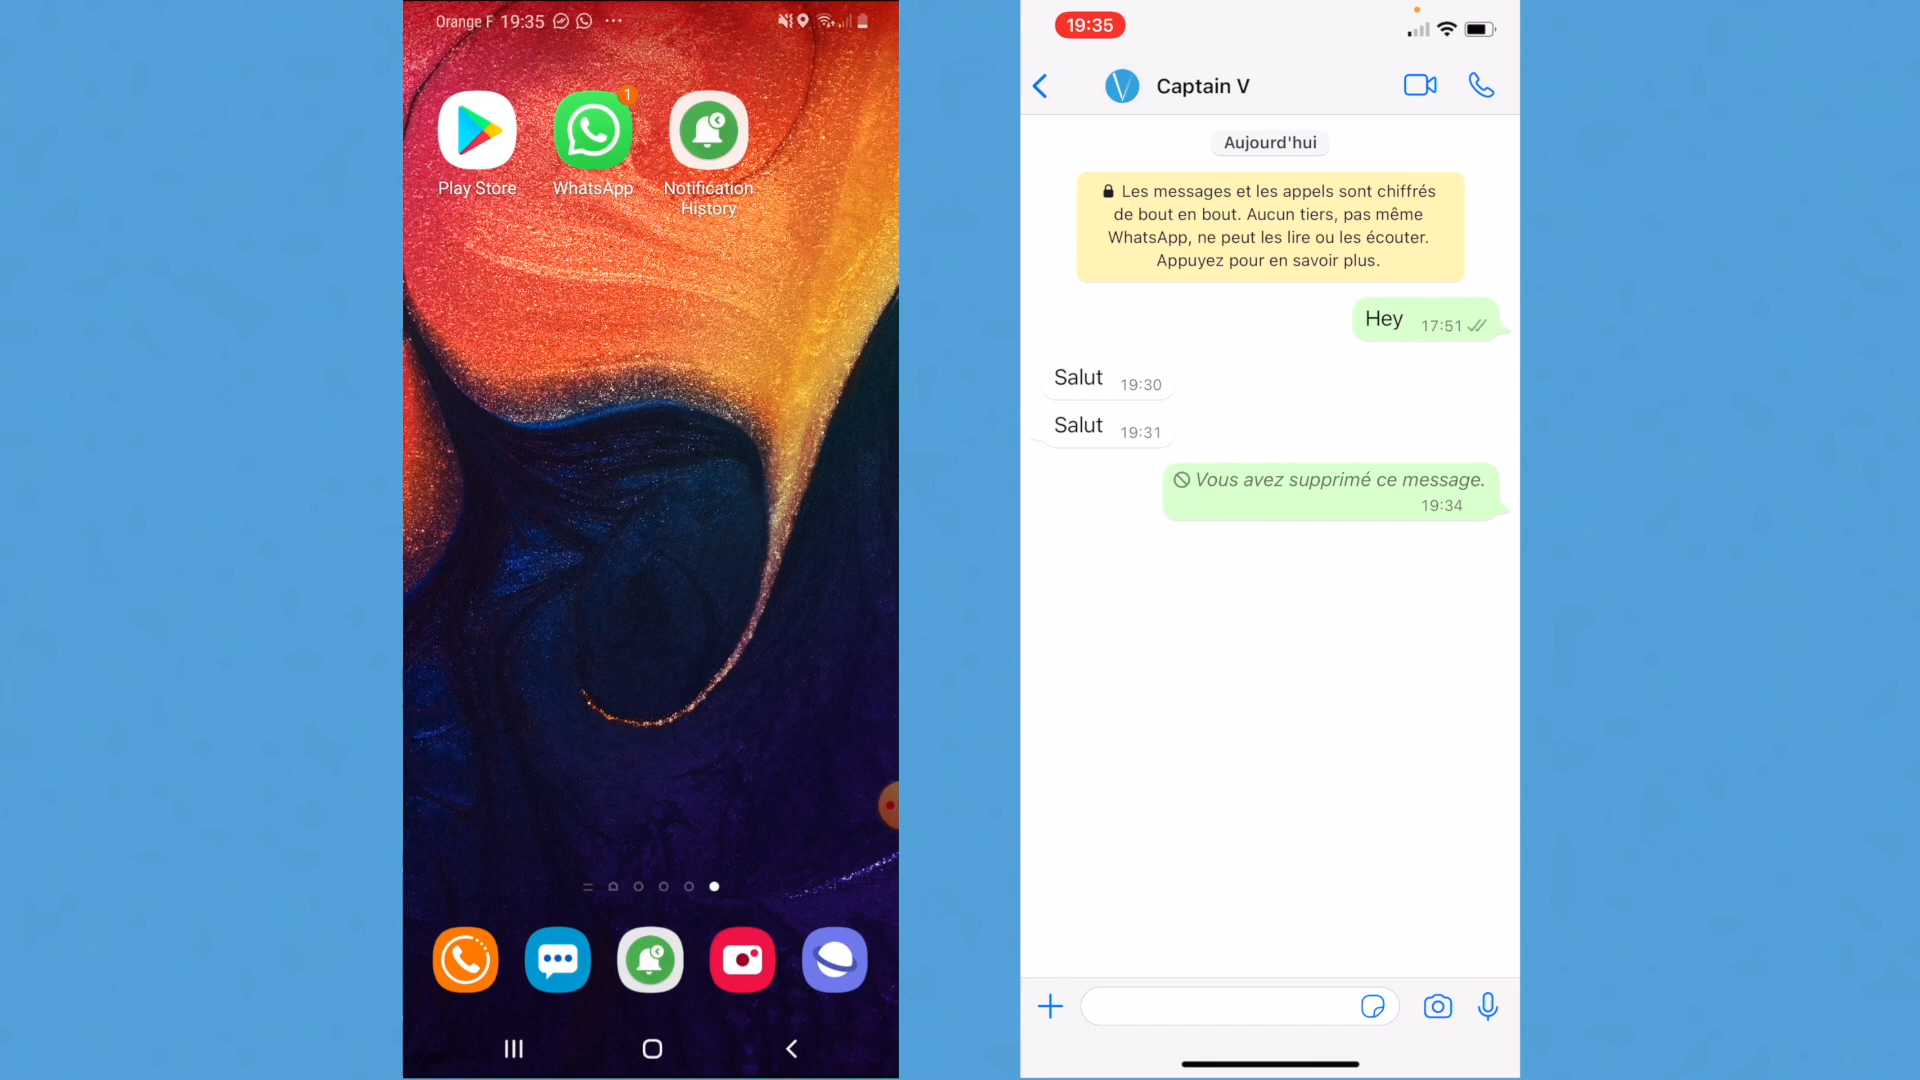 Orange F 19:35
1
Play Store
WhatsApp
Notification
History
19:35
Captain V
Aujourd'hui
Les messages et les appels sont chiffrés
de bout en bout. Aucun tiers, pas même
WhatsApp, ne peut les lire ou les écouter.
Appuyez pour en savoir plus.
Hey 17:51
Salut 19:30
Salut 19:31
Vous avez supprimé ce message.
19:34